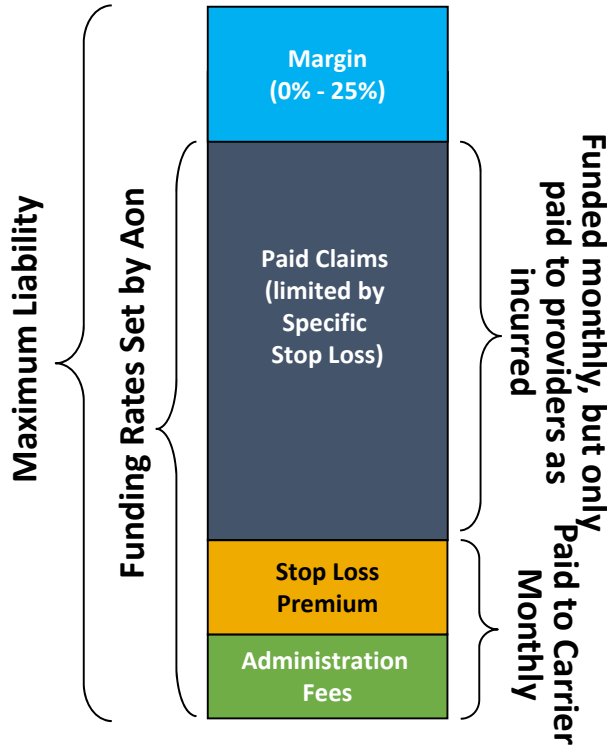 Maximum Liability
Funding Rates Set by Aon
Margin
(0% - 25%)
Paid Claims
(limited by
Specific
Stop Loss)
Stop Loss
Premium
Administration
Fees
Funded monthly, but only
paid to providers as
incurred
Paid to Carrier
Monthly